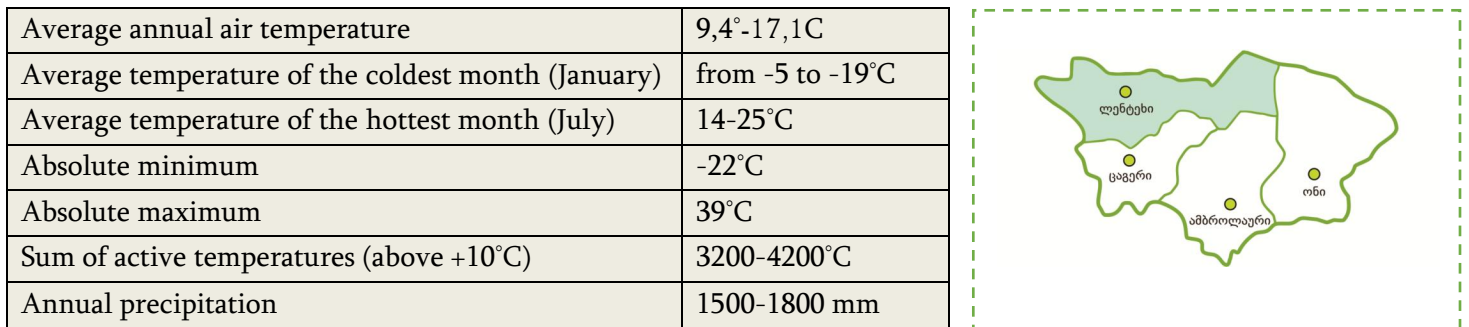 Average annual air temperature 9,4°-17,1C
Average temperature of the coldest month (January) from -5 to -19°C
Average temperature of the hottest month (July) 14-25°C
Absolute minimum -22°C
Absolute maximum 39°C
Sum of active temperatures (above +10°C) 3200-4200°C
Annual precipitation 1500-1800 mm
ლენტეხი
ცაგერი
ონი
ამბროლაური